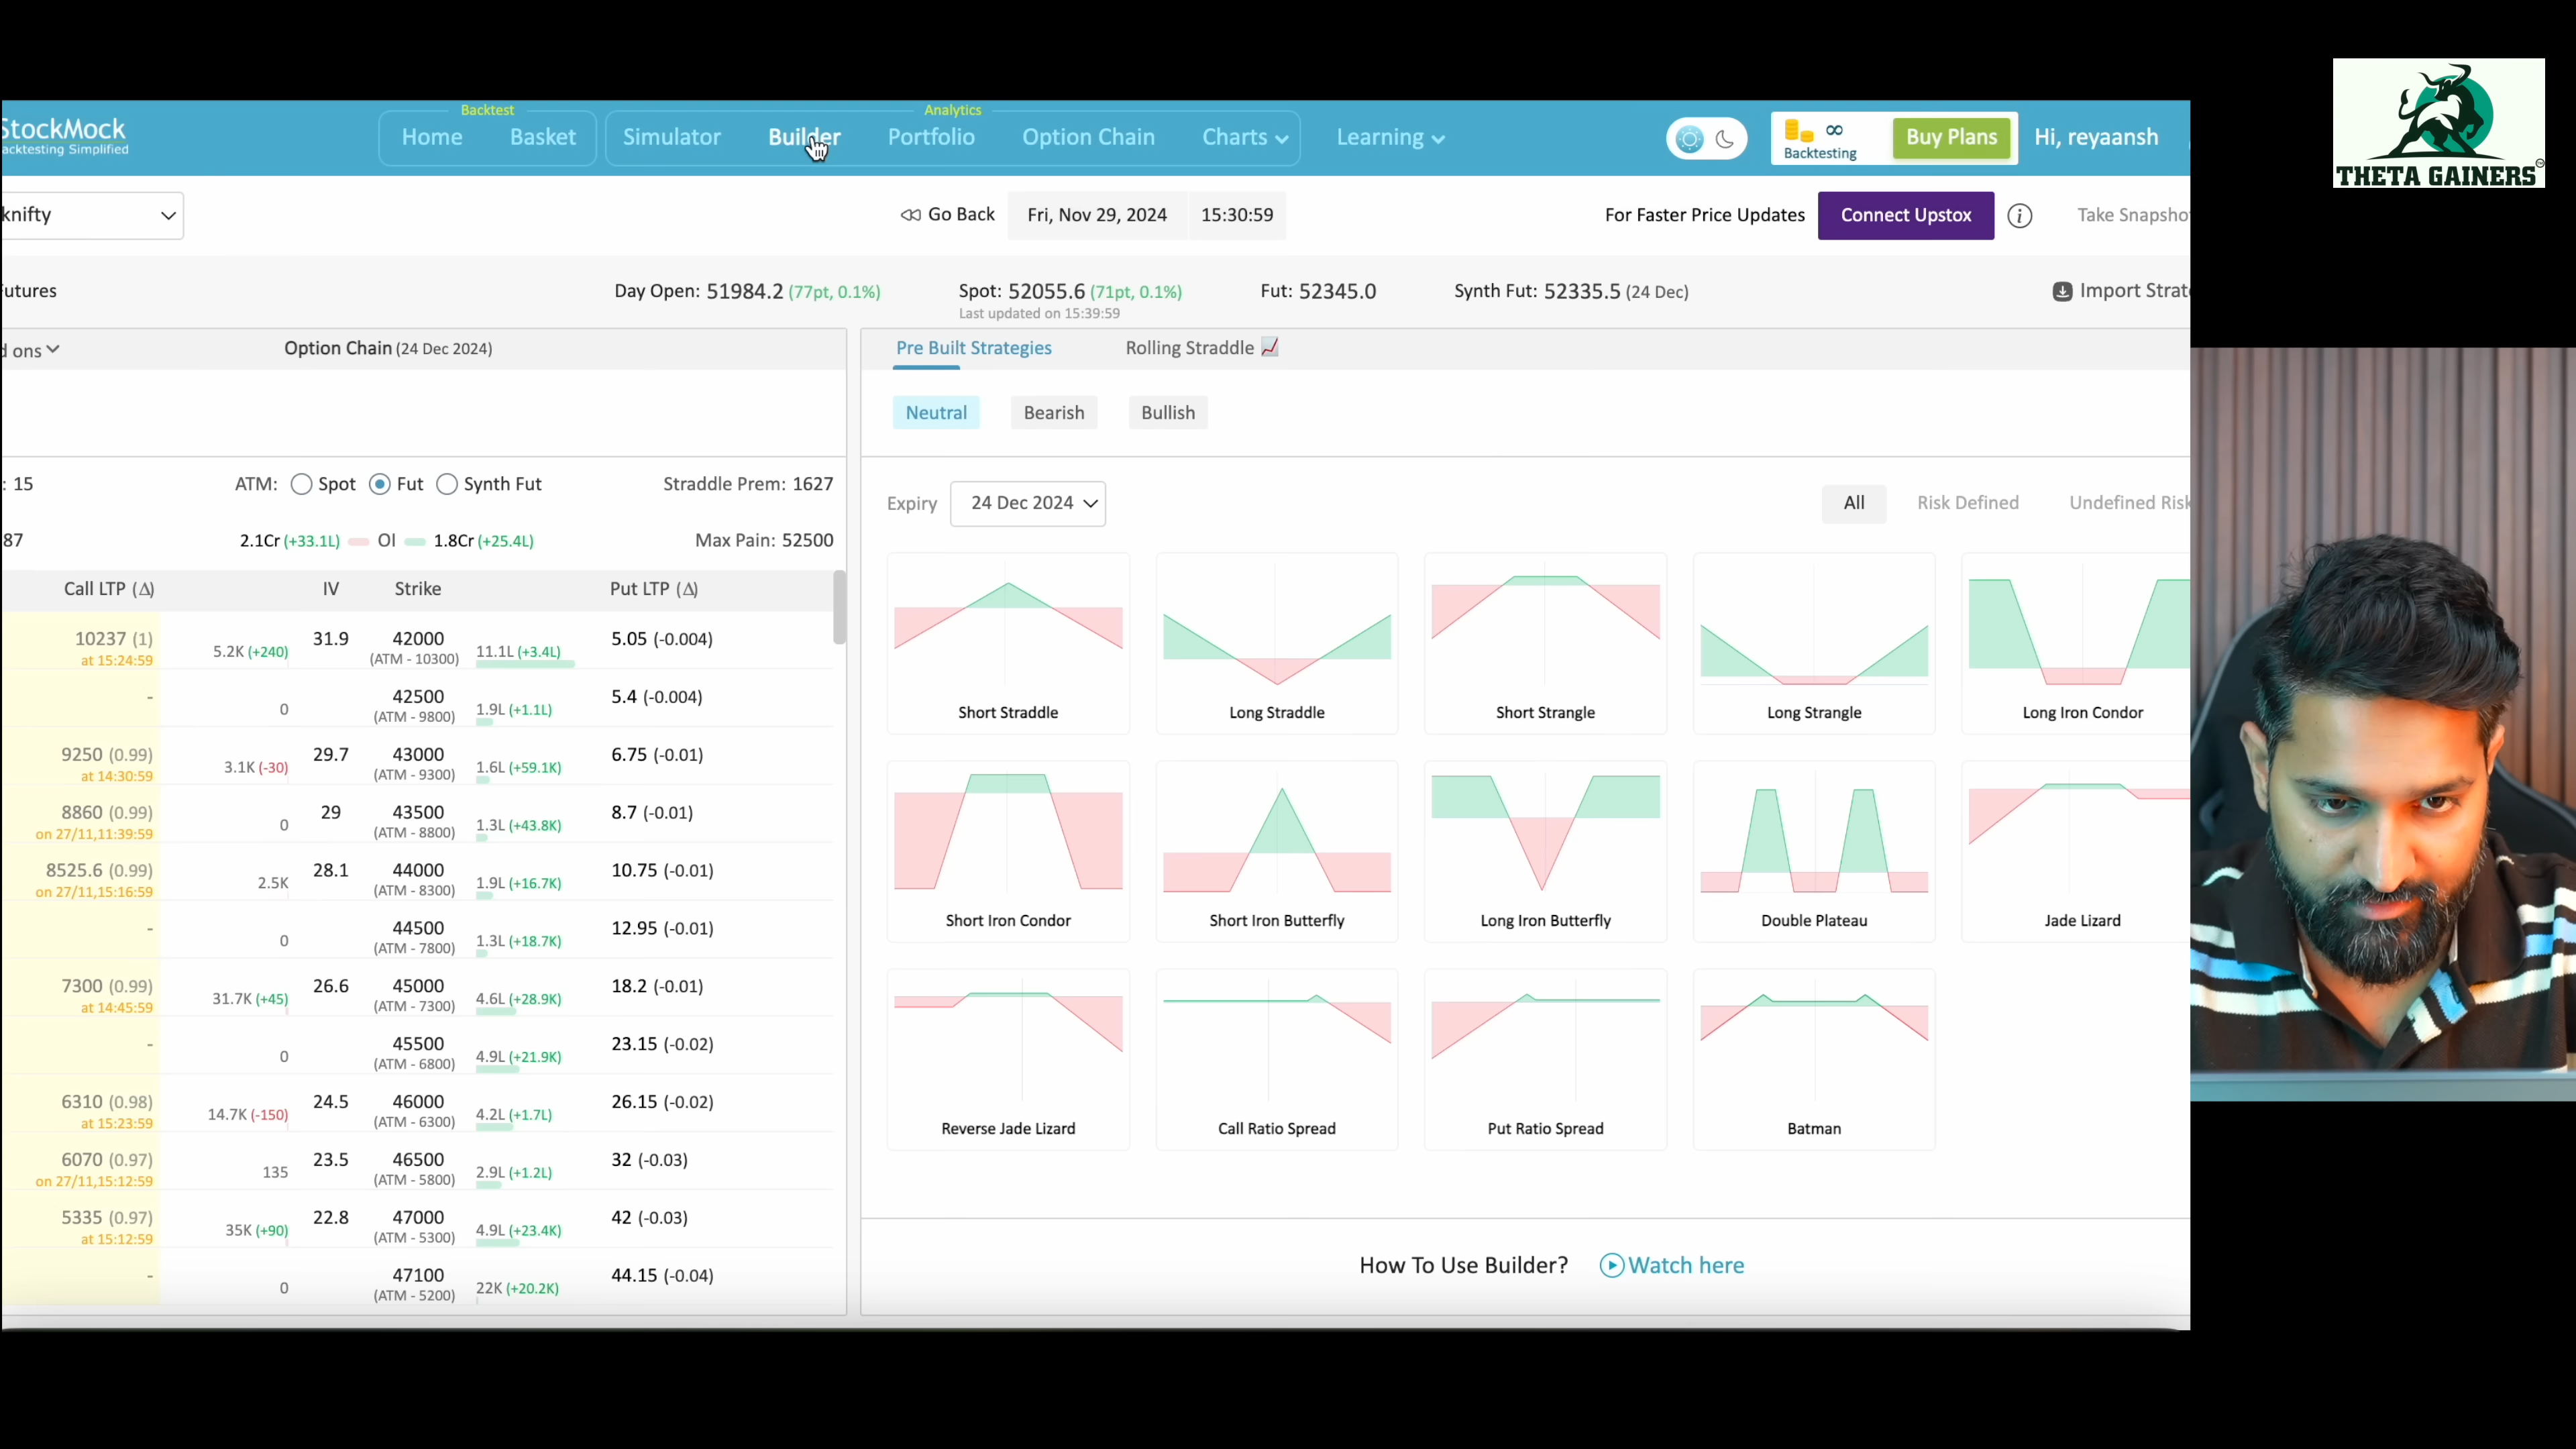 Backtest
Analytics
StockMock
Home
Basket
Simulator
Builder
Portfolio
Option Chain
Charts
Learning
∞
Backtesting
Buy Plans
Hi, reyaansh
THETA GAINERS
Go Back
Fri, Nov 29, 2024
15:30:59
For Faster Price Updates
Connect Upstox
Day Open: 51984.2 (77pt, 0.1%)
Spot: 52055.6 (71pt, 0.1%)
Last updated on 15:39:59
Fut: 52345.0
Synth Fut: 52335.5 (24 Dec)
Option Chain (24 Dec 2024)
Pre Built Strategies
Rolling Straddle
Neutral
Bearish
Bullish
: 15
ATM: Spot Fut Synth Fut
Straddle Prem: 1627
87
2.1Cr (+33.1L) OI 1.8Cr (+25.4L)
Max Pain: 52500
Expiry 24 Dec 2024
All
Risk Defined
Call LTP (Δ) IV Strike Put LTP (Δ)
10237 (1) 5.2K (+240) 31.9 42000 11.1L (+3.4L) 5.05 (-0.004)
at 15:24:59 (ATM - 10300)
- 0 42500 1.9L (+1.1L) 5.4 (-0.004)
(ATM - 9800)
9250 (0.99) 3.1K (-30) 29.7 43000 1.6L (+59.1K) 6.75 (-0.01)
at 14:30:59 (ATM - 9300)
8860 (0.99) 0 29 43500 1.3L (+43.8K) 8.7 (-0.01)
on 27/11,11:39:59 (ATM - 8800)
8525.6 (0.99) 2.5K 28.1 44000 1.9L (+16.7K) 10.75 (-0.01)
on 27/11,15:16:59 (ATM - 8300)
- 0 44500 1.3L (+18.7K) 12.95 (-0.01)
(ATM - 7800)
7300 (0.99) 31.7K (+45) 26.6 45000 4.6L (+28.9K) 18.2 (-0.01)
at 14:45:59 (ATM - 7300)
- 0 45500 4.9L (+21.9K) 23.15 (-0.02)
(ATM - 6800)
6310 (0.98) 14.7K (-150) 24.5 46000 4.2L (+1.7L) 26.15 (-0.02)
at 15:23:59 (ATM - 6300)
6070 (0.97) 135 23.5 46500 2.9L (+1.2L) 32 (-0.03)
on 27/11,15:12:59 (ATM - 5800)
5335 (0.97) 35K (+90) 22.8 47000 4.9L (+23.4K) 42 (-0.03)
at 15:12:59 (ATM - 5300)
- 0 47100 22K (+20.2K) 44.15 (-0.04)
(ATM - 5200)
Short Straddle
Long Straddle
Short Strangle
Long Strangle
Long Iron Condor
Short Iron Condor
Short Iron Butterfly
Long Iron Butterfly
Double Plateau
Jade Lizard
Reverse Jade Lizard
Call Ratio Spread
Put Ratio Spread
Batman
How To Use Builder?
Watch here